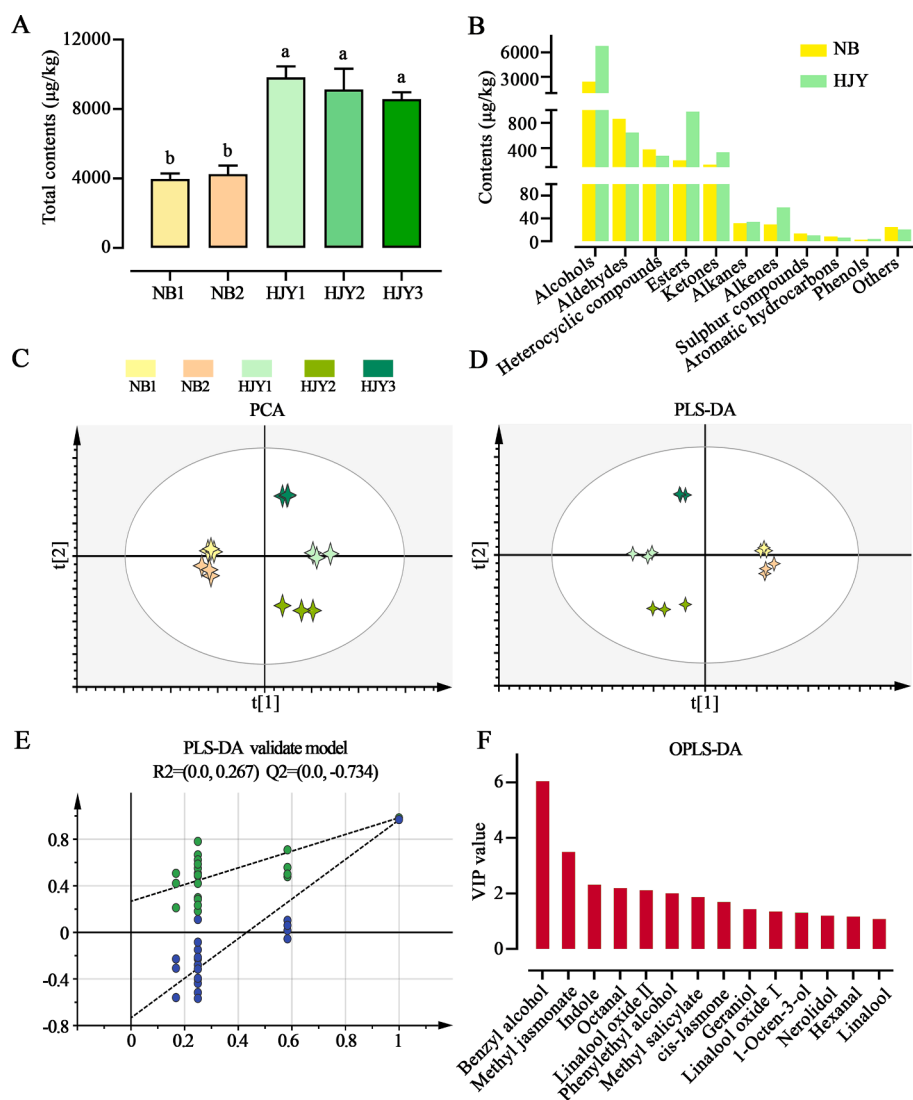 A
Total contents (μg/kg)
12000
8000
4000
0
b
b
a
a
a
NB1
NB2
HJY1
HJY2
HJY3
B
Contents (μg/kg)
6000
3000
800
400
80
40
0
NB
HJY
Alcohols
Aldehydes
Heterocyclic compounds
Esters
Ketones
Alkanes
Alkenes
Sulphur compounds
Aromatic hydrocarbons
Phenols
Others
C
NB1
NB2
HJY1
HJY2
HJY3
PCA
t[2]
t[1]
D
PLS-DA
t[2]
t[1]
E
PLS-DA validate model
R2=(0.0, 0.267) Q2=(0.0, -0.734)
0.8
0.4
0
-0.4
-0.8
0
0.2
0.4
0.6
0.8
1
F
OPLS-DA
VIP value
6
4
2
0
Benzyl alcohol
Methyl jasmonate
Indole
Octanal
Linalool oxide II
Phenylethyl alcohol
Methyl salicylate
cis-Jasmone
Geraniol
Linalool oxide I
1-Octen-3-ol
Nerolidol
Hexanal
Linalool